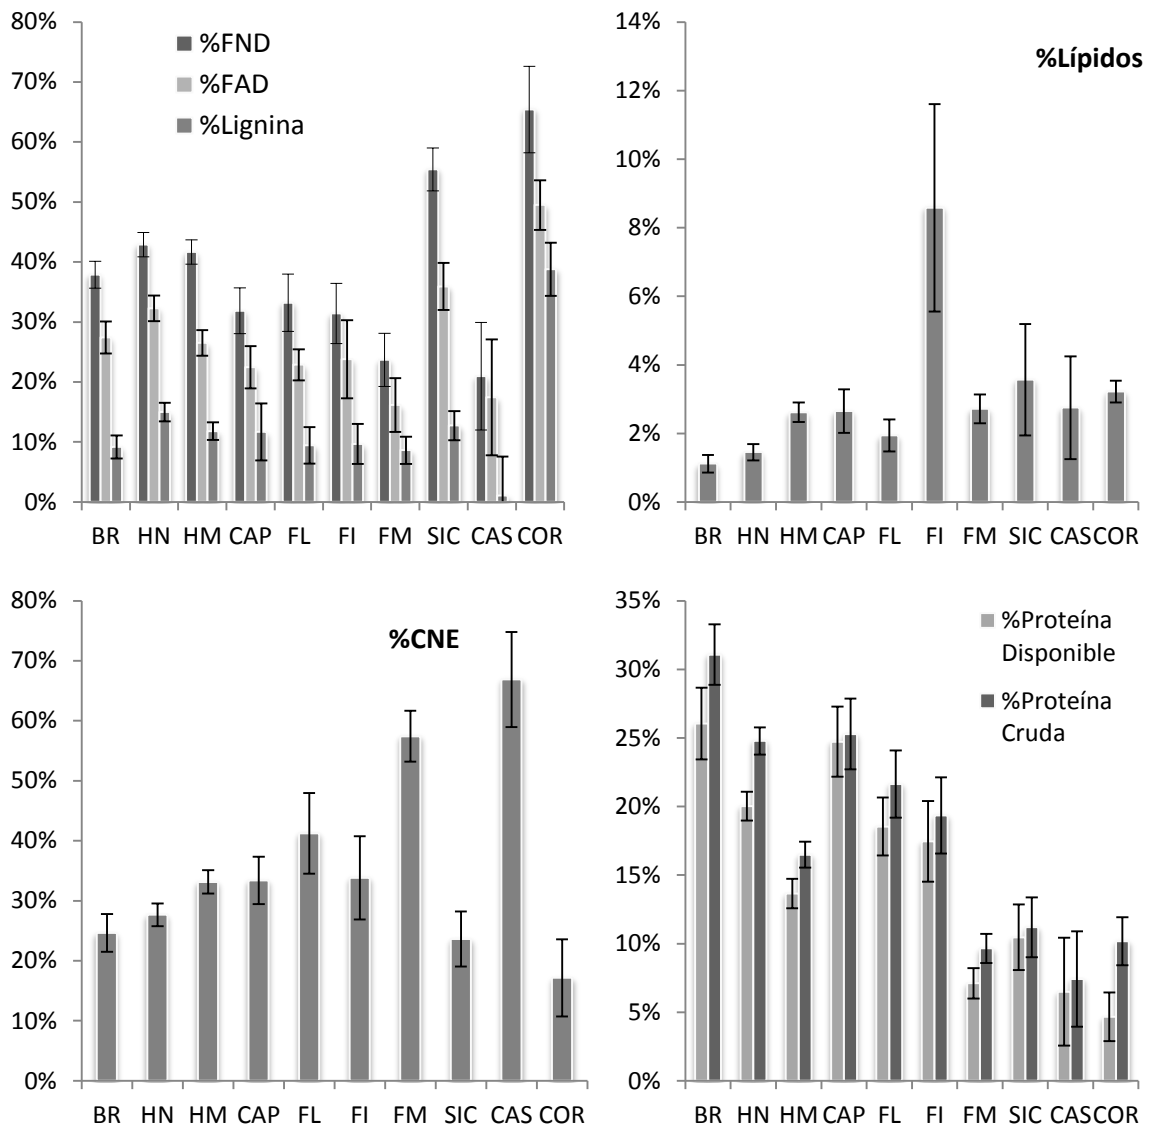 80%
70%
60%
50%
40%
30%
20%
10%
0%
%FND
%FAD
%Lignina
BR HN HM CAP FL FI FM SIC CAS COR
14%
12%
10%
8%
6%
4%
2%
0%
%Lípidos
BR HN HM CAP FL FI FM SIC CAS COR
80%
70%
60%
50%
40%
30%
20%
10%
0%
%CNE
BR HN HM CAP FL FI FM SIC CAS COR
35%
30%
25%
20%
15%
10%
5%
0%
%Proteína
Disponible
%Proteína
Cruda
BR HN HM CAP FL FI FM SIC CAS COR